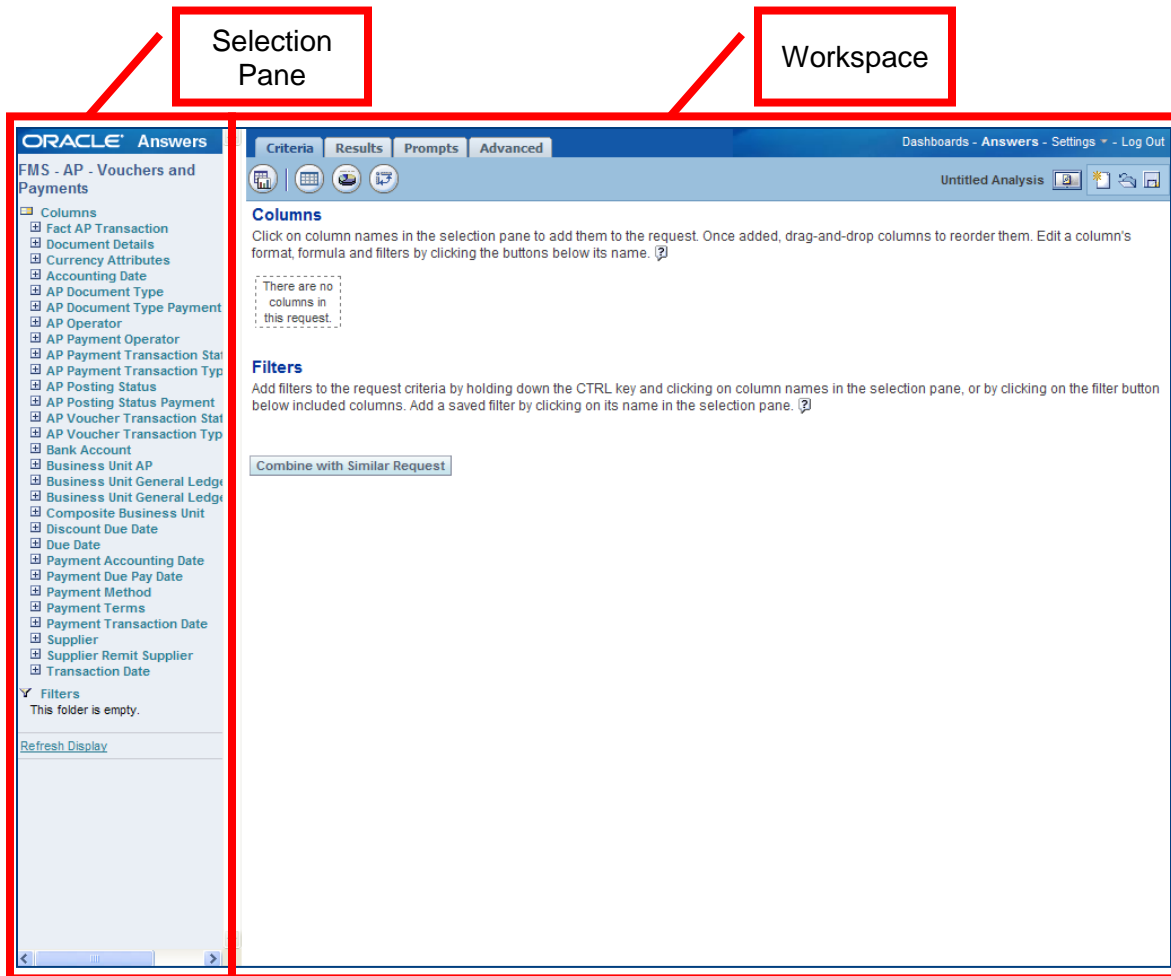 Selection
Pane
Workspace
ORACLE Answers
FMS - AP - Vouchers and
Payments
Columns
Fact AP Transaction
Document Details
Currency Attributes
Accounting Date
AP Document Type
AP Document Type Payment
AP Operator
AP Payment Operator
AP Payment Transaction Stat
AP Payment Transaction Typ
AP Posting Status
AP Posting Status Payment
AP Voucher Transaction Stat
AP Voucher Transaction Typ
Bank Account
Business Unit AP
Business Unit General Ledge
Business Unit General Ledge
Composite Business Unit
Discount Due Date
Due Date
Payment Accounting Date
Payment Due Pay Date
Payment Method
Payment Terms
Payment Transaction Date
Supplier
Supplier Remit Supplier
Transaction Date
Filters
This folder is empty.
Refresh Display
Criteria Results Prompts Advanced
Dashboards - Answers - Settings - Log Out
Untitled Analysis
Columns
Click on column names in the selection pane to add them to the request. Once added, drag-and-drop columns to reorder them. Edit a column's
format, formula and filters by clicking the buttons below its name.
There are no
columns in
this request.
Filters
Add filters to the request criteria by holding down the CTRL key and clicking on column names in the selection pane, or by clicking on the filter button
below included columns. Add a saved filter by clicking on its name in the selection pane.
Combine with Similar Request